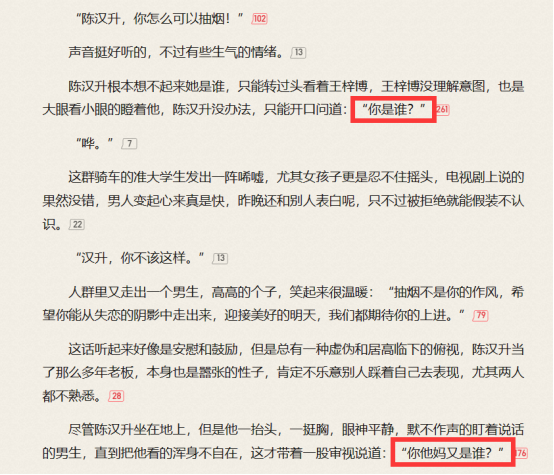 “陈汉升，你怎么可以抽烟！” 102
声音挺好听的，不过有些生气的情绪。 13
陈汉升根本想不起来她是谁，只能转过头看着王梓博，王梓博没理解意图，也是
大眼看小眼的瞪着他，陈汉升没办法，只能开口问道：“你是谁？” 261
“哗。” 7
这群骑车的准大学生发出一阵唏嘘，尤其女孩子更是忍不住摇头，电视剧上说的
果然没错，男人变起心来真是快，昨晚还和别人表白呢，只不过被拒绝就能假装不认
识。 22
“汉升，你不该这样。” 13
人群里又走出一个男生，高高的个子，笑起来很温暖：“抽烟不是你的作风，希
望你能从失恋的阴影中走出来，迎接美好的明天，我们都期待你的上进。” 79
这话听起来好像是安慰和鼓励，但是总有一种虚伪和居高临下的俯视，陈汉升当
了那么多年老板，本身也是嚣张的性子，肯定不乐意别人踩着自己去表现，尤其两人
都不熟悉。 28
尽管陈汉升坐在地上，但是他一抬头，一挺胸，眼神平静，默不作声的盯着说话
的男生，直到把他看的浑身不自在，这才带着一股审视说道：“你他妈又是谁？” 176